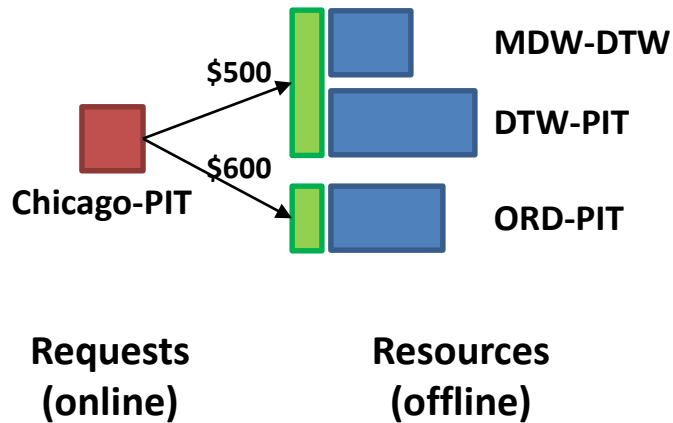 MDW-DTW
$500
DTW-PIT
$600
Chicago-PIT
ORD-PIT
Requests
(online)
Resources
(offline)